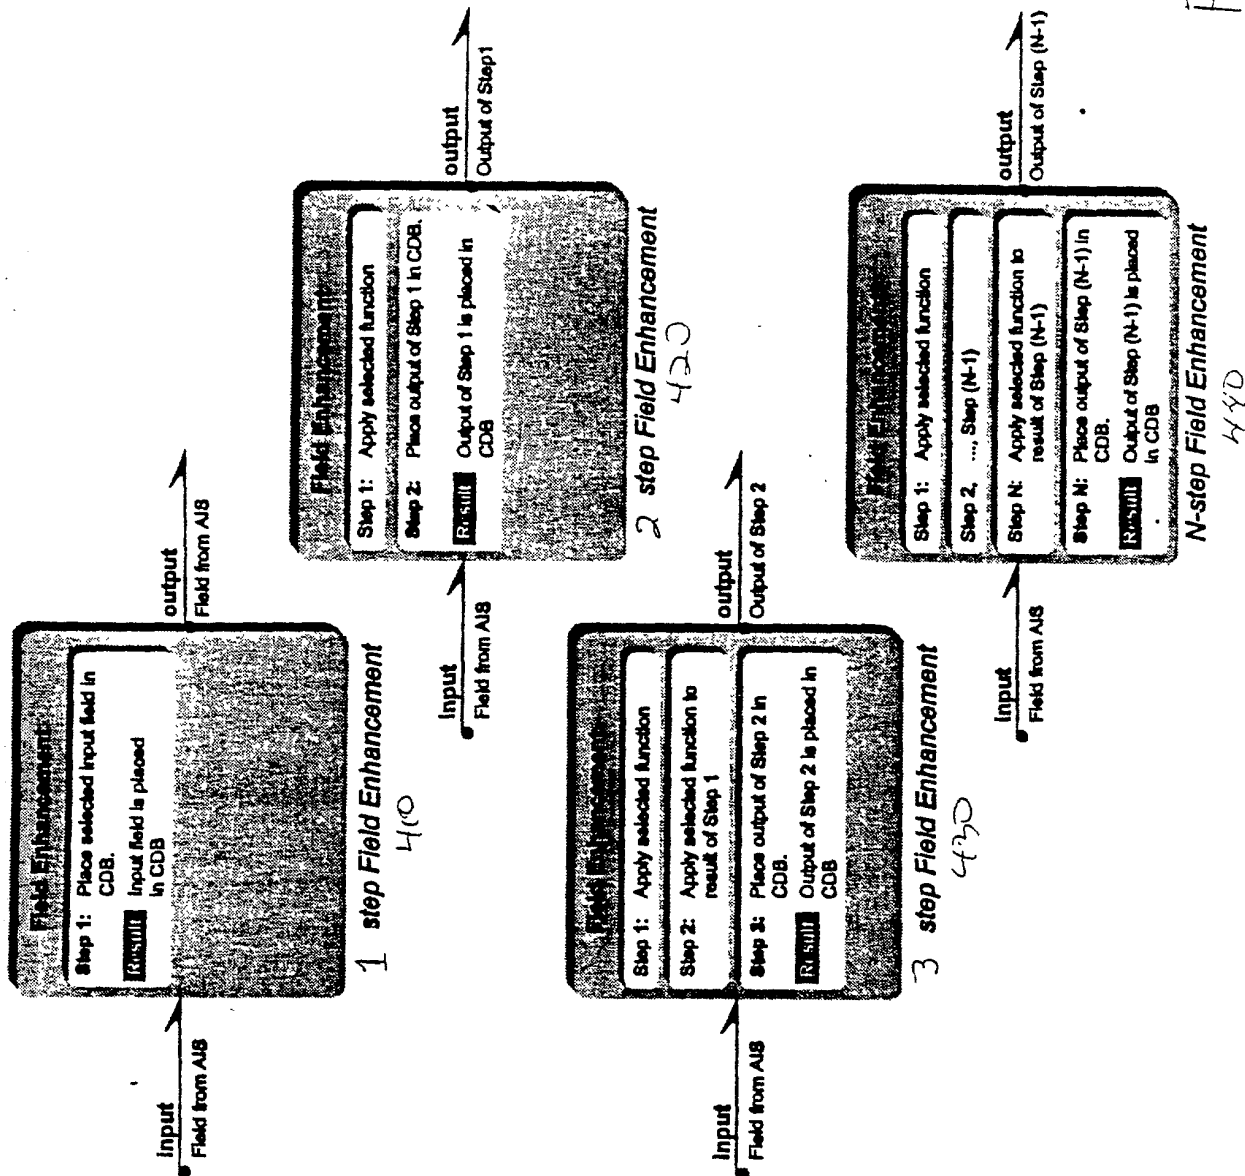 Field Enhancement
Step 1: Place selected input field in
CDB.
Result Input field is placed
in CDB
Input
Field from AIS
output
Field from AIS
1 step Field Enhancement
410
Field Enhancement
Step 1: Apply selected function
Step 2: Place output of Step 1 in CDB.
Result Output of Step 1 is placed in
CDB
Input
Field from AIS
output
Output of Step1
2 step Field Enhancement
420
Field Enhancement
Step 1: Apply selected function
Step 2: Apply selected function to
result of Step 1
Step 3: Place output of Step 2 in
CDB.
Result Output of Step 2 is placed in
CDB
Input
Field from AIS
output
Output of Step 2
3 step Field Enhancement
430
Field Enhancement
Step 1: Apply selected function
Step 2, ...., Step (N-1)
Step N: Apply selected function to
result of Step (N-1)
Step N: Place output of Step (N-1) in
CDB.
Result Output of Step (N-1) is placed
in CDB
Input
Field from AIS
output
Output of Step (N-1)
N-step Field Enhancement
440